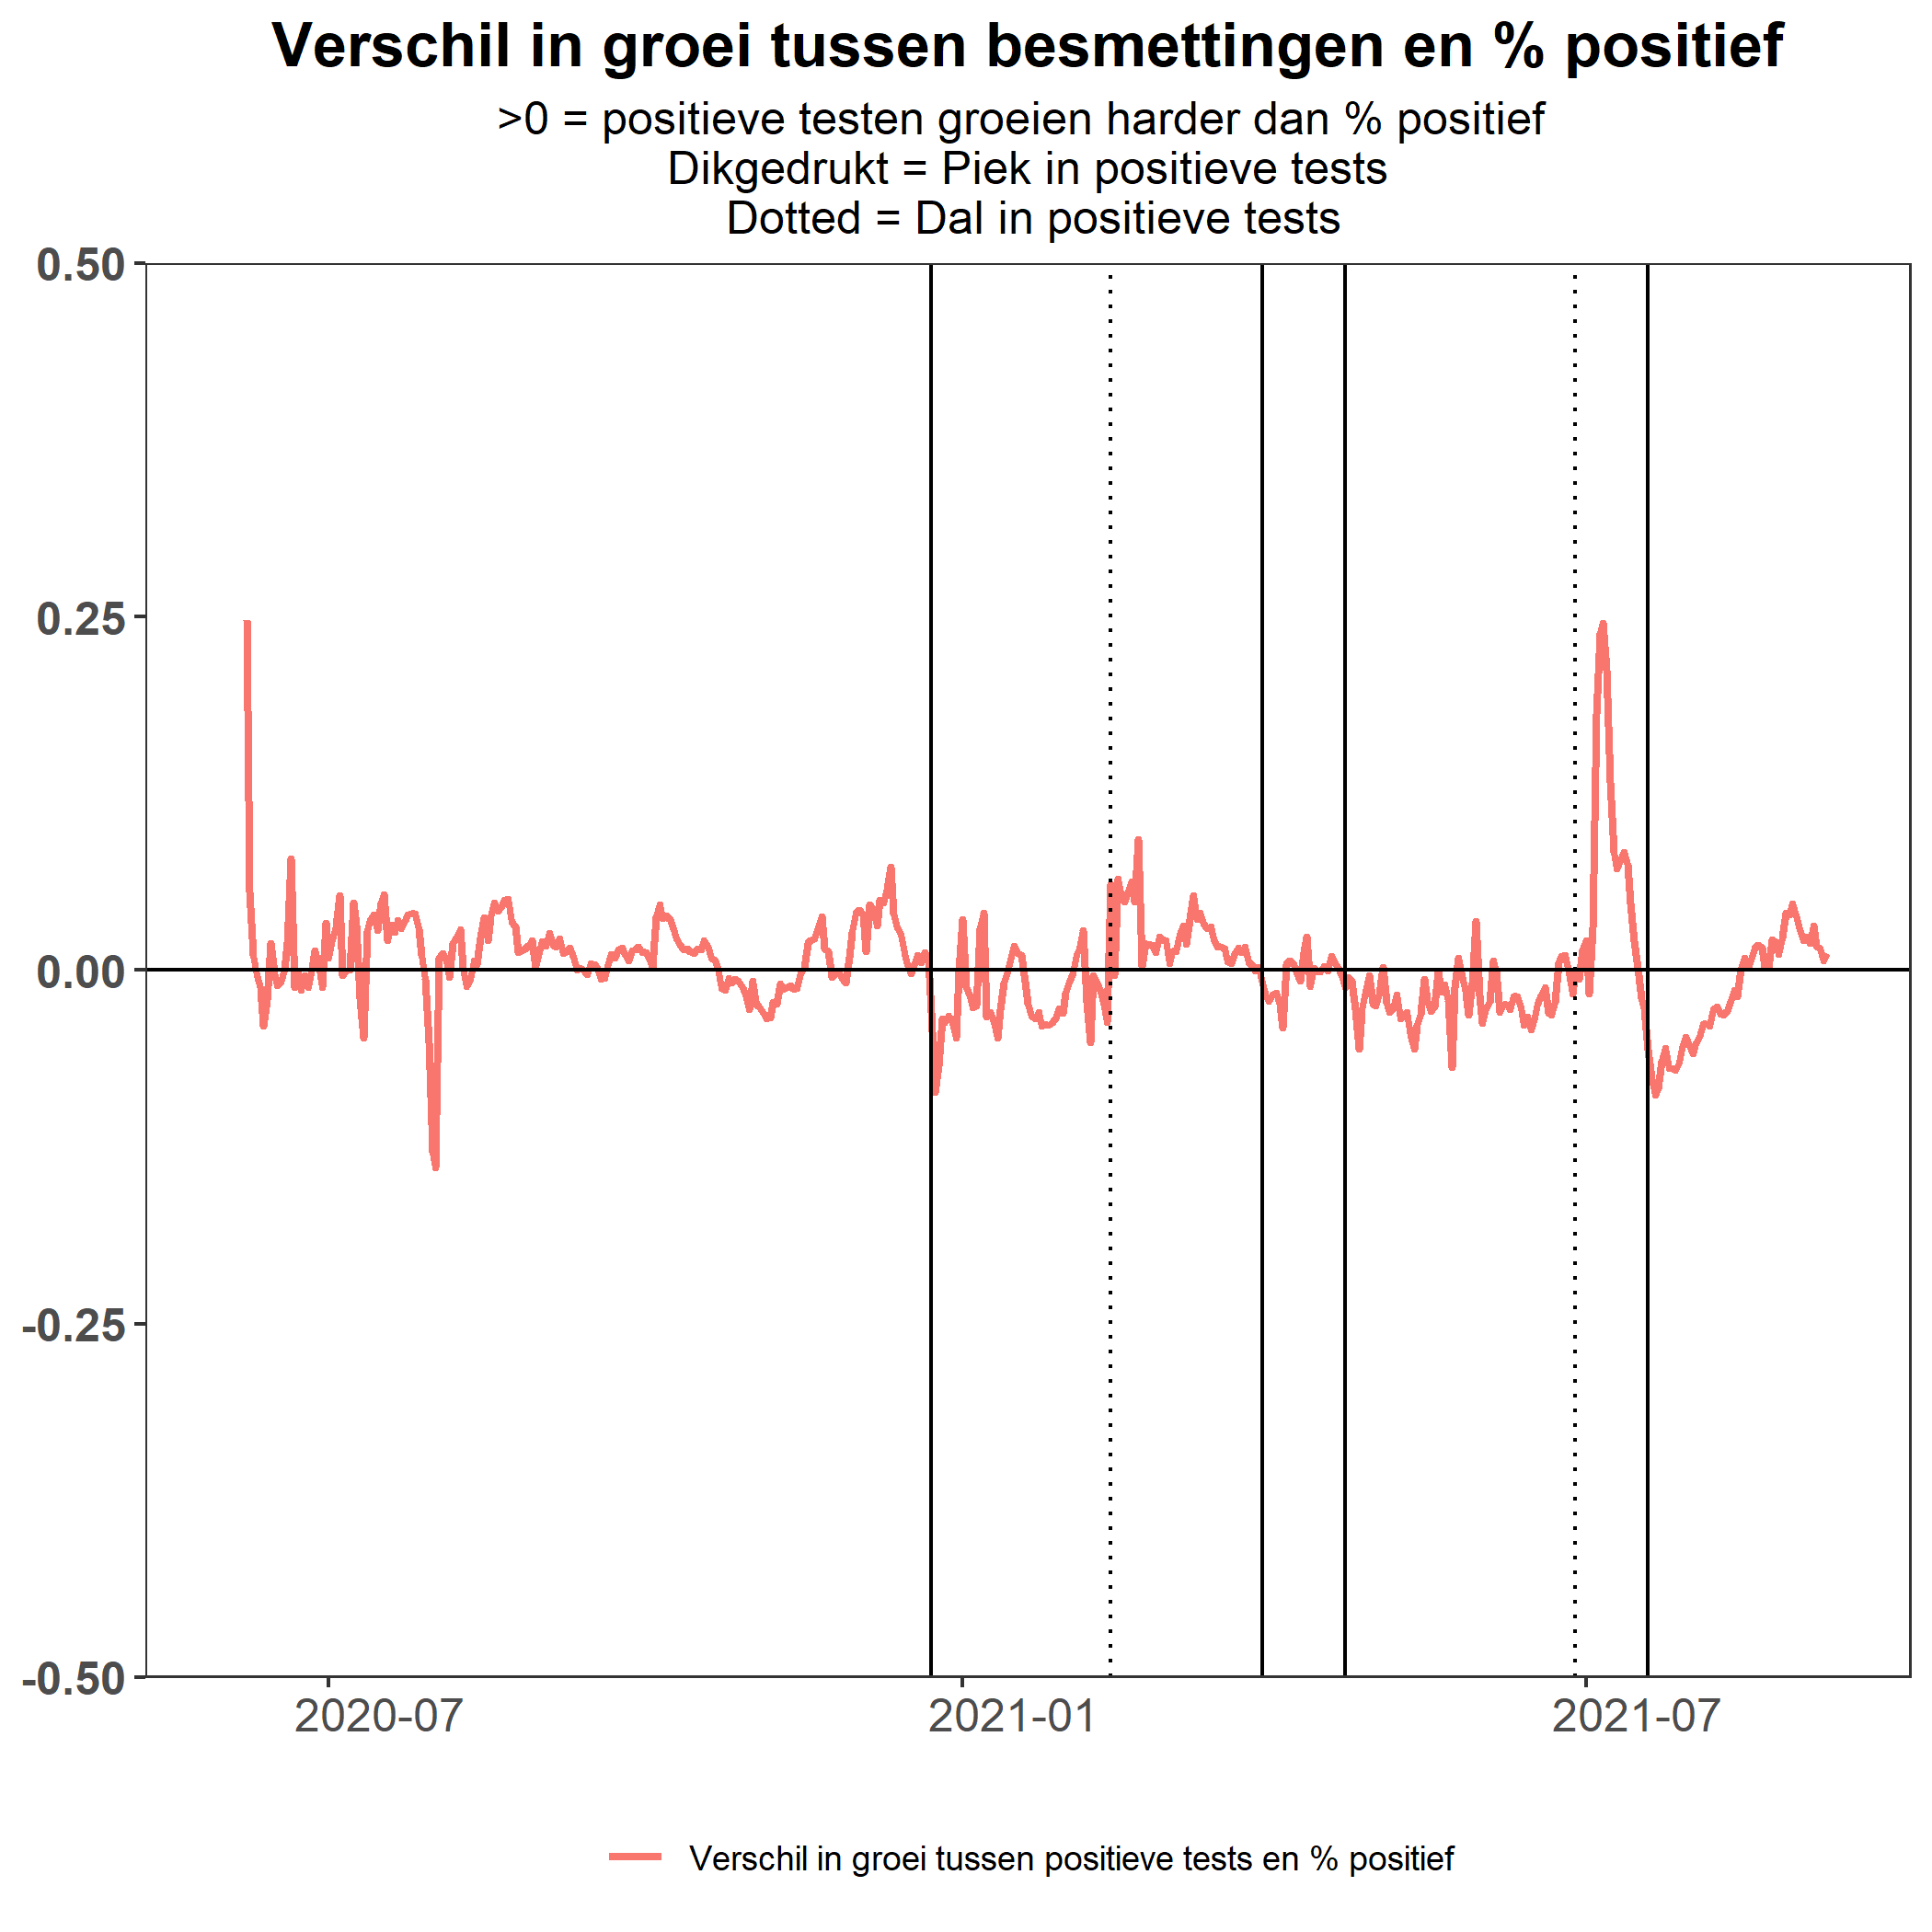 Verschil in groei tussen besmettingen en % positief
>0 = positieve testen groeien harder dan % positief
Dikgedrukt = Piek in positieve tests
Dotted = Dal in positieve tests
0.50
0.25
0.00
-0.25
-0.50
2020-07
2021-01
2021-07
Verschil in groei tussen positieve tests en % positief